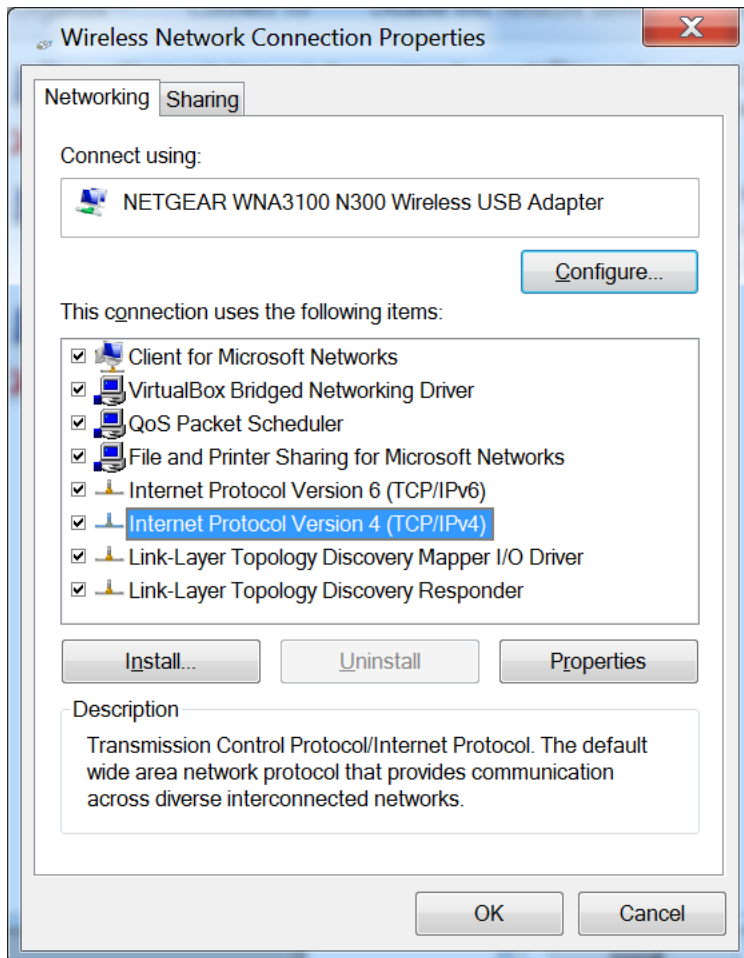 Wireless Network Connection Properties
Networking
Sharing
Connect using:
NETGEAR WNA3100 N300 Wireless USB Adapter
Configure...
This connection uses the following items:
Client for Microsoft Networks
VirtualBox Bridged Networking Driver
QoS Packet Scheduler
File and Printer Sharing for Microsoft Networks
Internet Protocol Version 6 (TCP/IPv6)
Internet Protocol Version 4 (TCP/IPv4)
Link-Layer Topology Discovery Mapper I/O Driver
Link-Layer Topology Discovery Responder
Install...
Uninstall
Properties
Description
Transmission Control Protocol/Internet Protocol. The default
wide area network protocol that provides communication
across diverse interconnected networks.
OK
Cancel